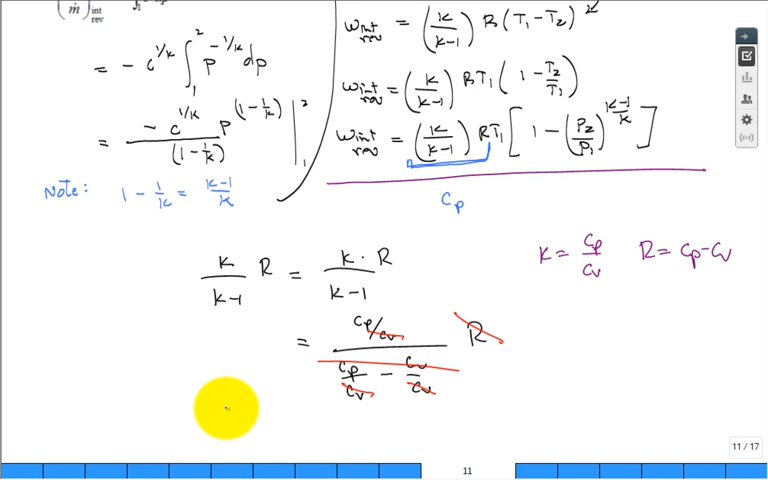 (ṁ)int rev
= - c^1/k ∫₁² p^-1/k dp
= - c^1/k p^(1-1/k) / (1-1/k) |₁²
Note: 1 - 1/k = k-1/k
w int rev = (k/k-1) R (T1 - T2)
w int rev = (k/k-1) RT1 (1 - T2/T1)
w int rev = (k/k-1) RT1 [1 - (P2/P1)^k-1/k]
Cp
k/k-1 R = k · R/k-1
K = Cp/Cv R = Cp - Cv
= Cp/Cv / Cp/Cv - Cv/Cv R
11 / 17
11